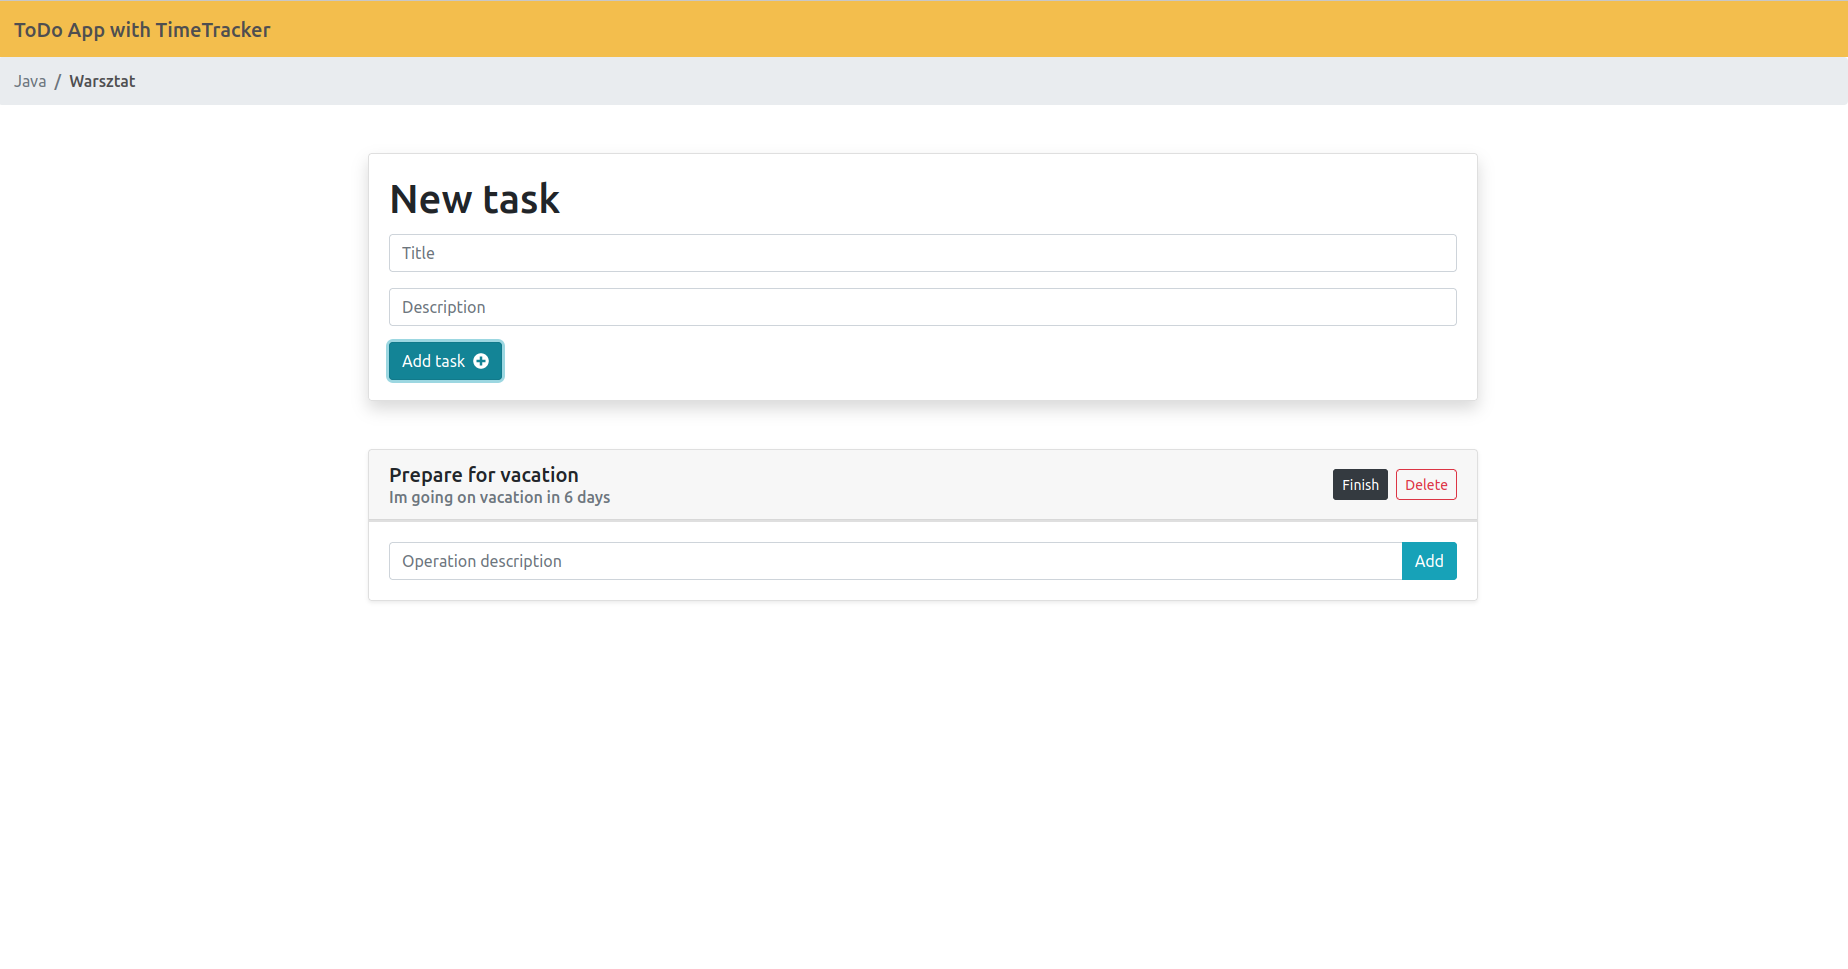 ToDo App with TimeTracker
Java / Warsztat
New task
Title
Description
Add task
Prepare for vacation
Im going on vacation in 6 days
Finish Delete
Operation description Add